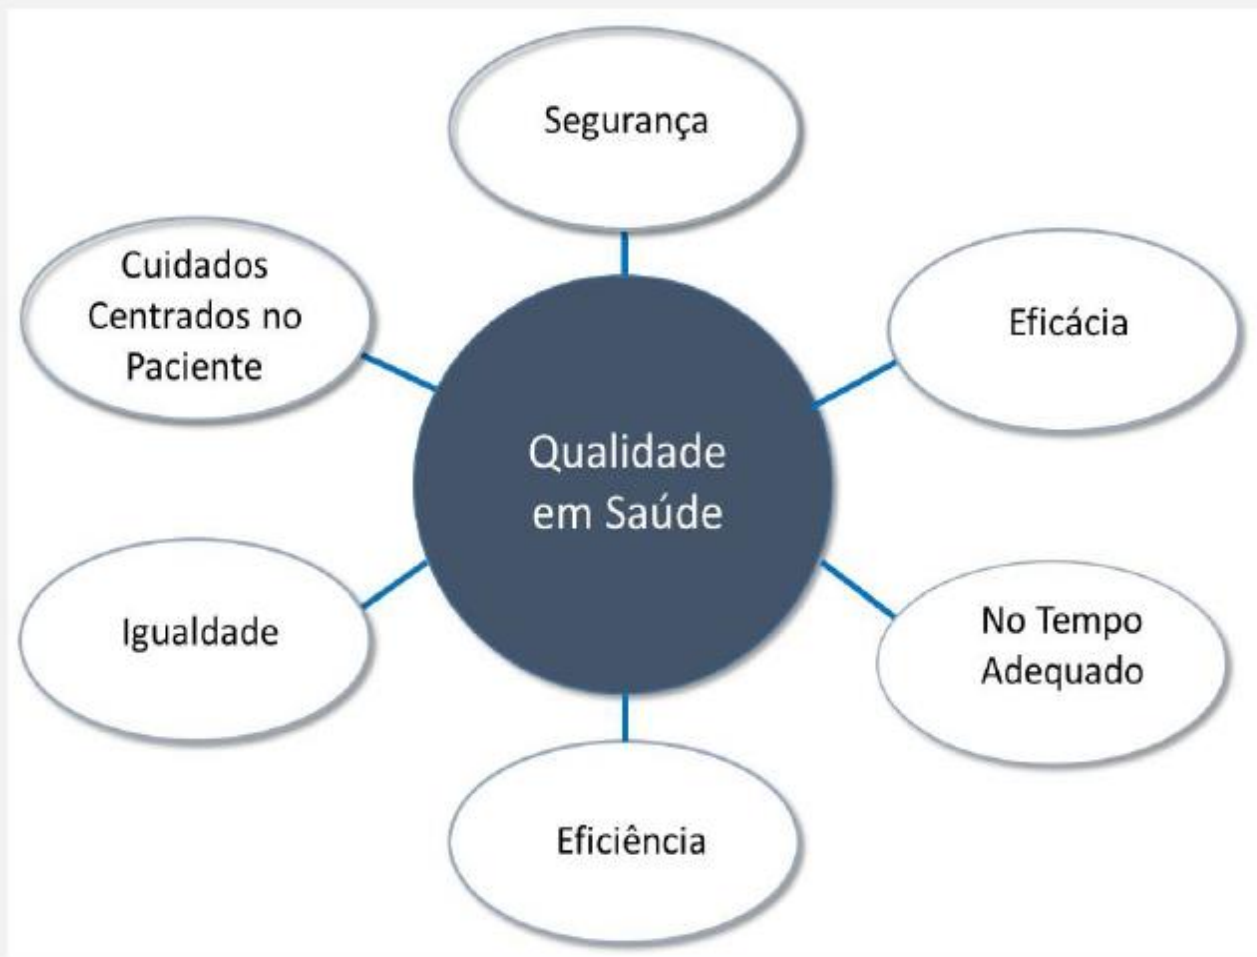 Segurança
Cuidados
Centrados no
Paciente
Eficácia
Qualidade
em Saúde
Igualdade
No Tempo
Adequado
Eficiência